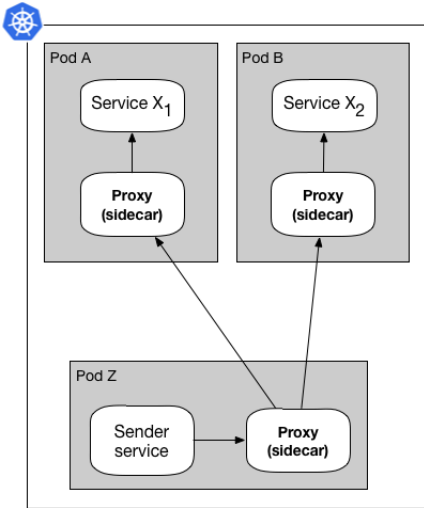 Pod A
Service X1
Proxy
(sidecar)
Pod B
Service X2
Proxy
(sidecar)
Pod Z
Sender
service
Proxy
(sidecar)